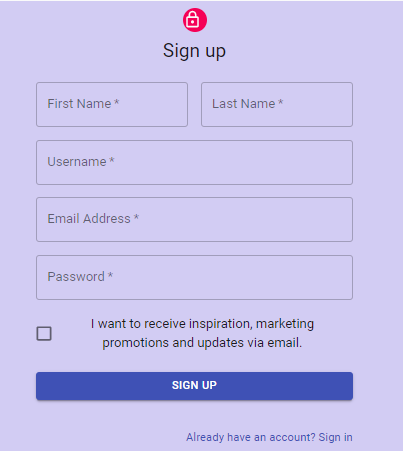 Sign up
First Name *
Last Name *
Username *
Email Address *
Password *
I want to receive inspiration, marketing
promotions and updates via email.
SIGN UP
Already have an account? Sign in